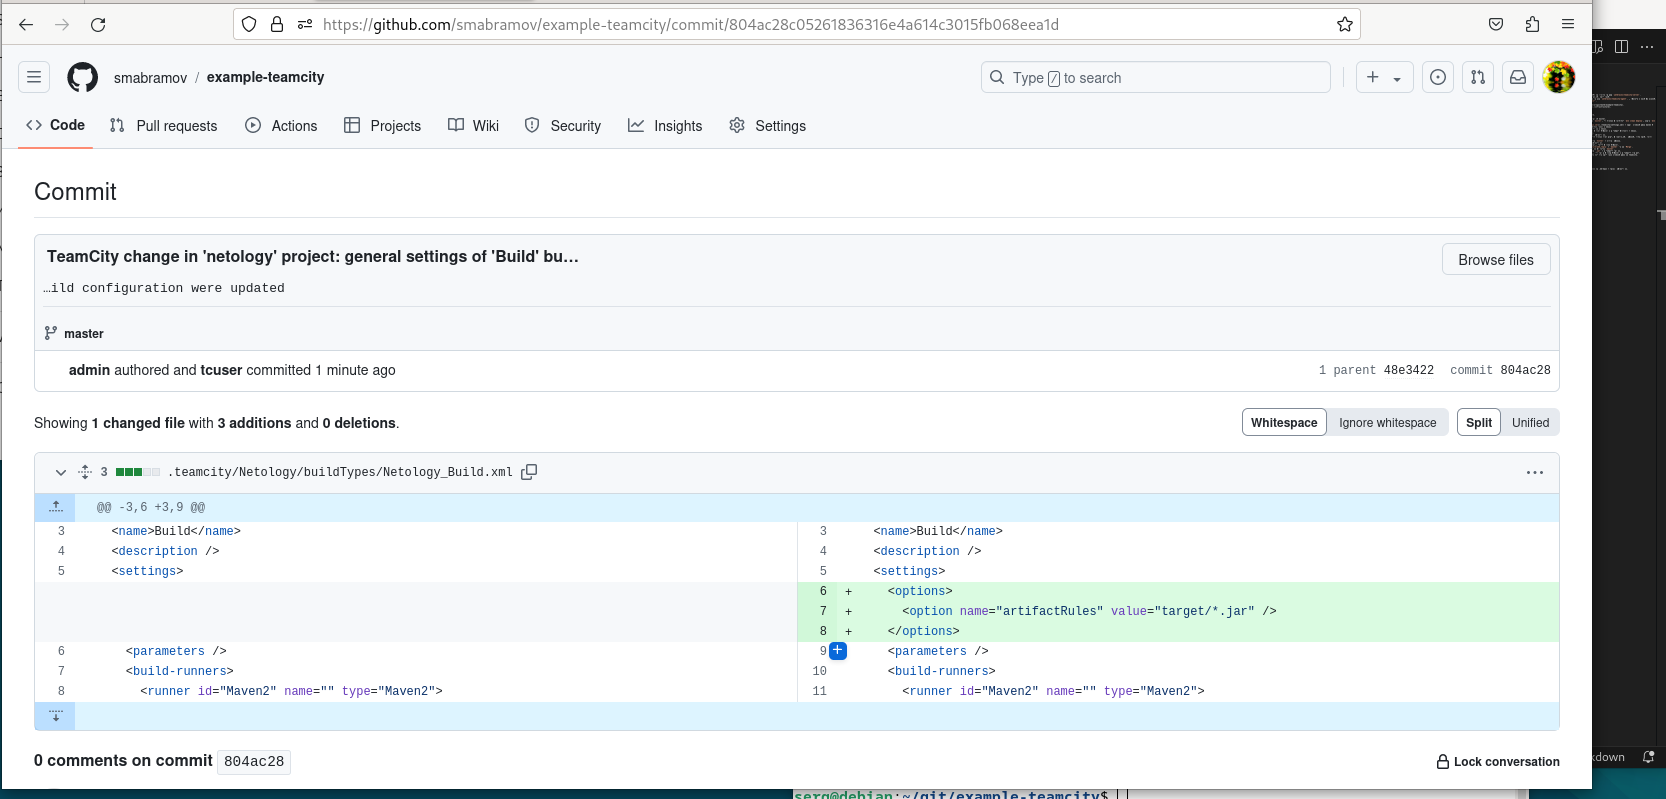 https://github.com/smabramov/example-teamcity/commit/804ac28c05261836316e4a614c3015fb068eea1d
smabramov / example-teamcity
Type / to search
Code Pull requests Actions Projects Wiki Security Insights Settings
Commit
TeamCity change in 'netology' project: general settings of 'Build' bu…
Browse files
…ild configuration were updated
master
admin authored and tcuser committed 1 minute ago
1 parent 48e3422 commit 804ac28
Showing 1 changed file with 3 additions and 0 deletions.
Whitespace Ignore whitespace Split Unified
3 .teamcity/Netology/buildTypes/Netology_Build.xml
@@ -3,6 +3,9 @@
3 <name>Build</name> 3 <name>Build</name>
4 <description /> 4 <description />
5 <settings> 5 <settings>
6 + <options>
7 + <option name="artifactRules" value="target/*.jar" />
8 + </options>
6 <parameters /> 9 + <parameters />
7 <build-runners> 10 <build-runners>
8 <runner id="Maven2" name="" type="Maven2"> 11 <runner id="Maven2" name="" type="Maven2">
0 comments on commit 804ac28
Lock conversation
kdown
serg@debian:~/git/example-teamcity$